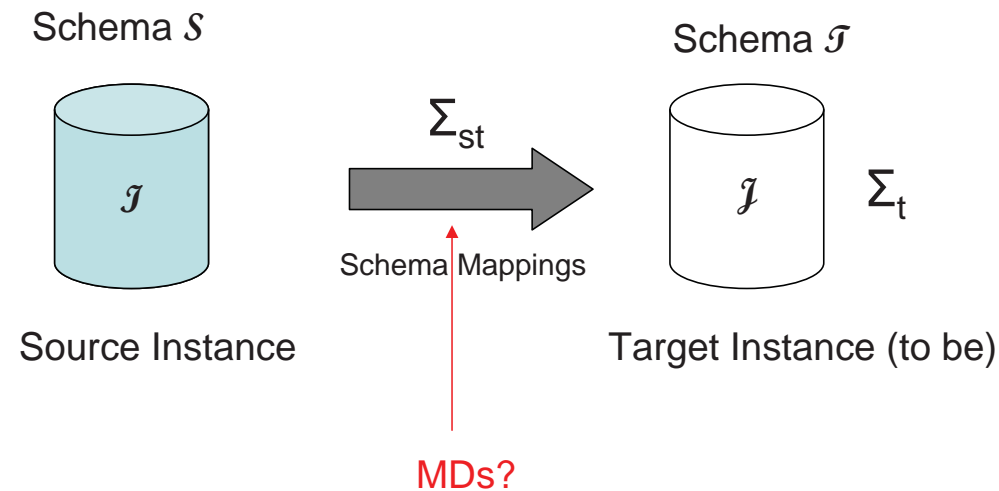 Schema 𝒮
Schema 𝒯
Σst
ℐ
𝒥
Σt
Schema Mappings
Source Instance
Target Instance (to be)
MDs?